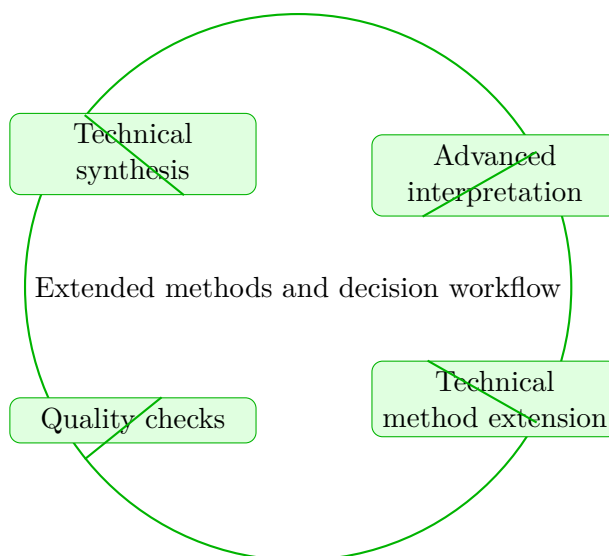 Technical
synthesis
Advanced
interpretation
Extended methods and decision workflow
Technical
method extension
Quality checks